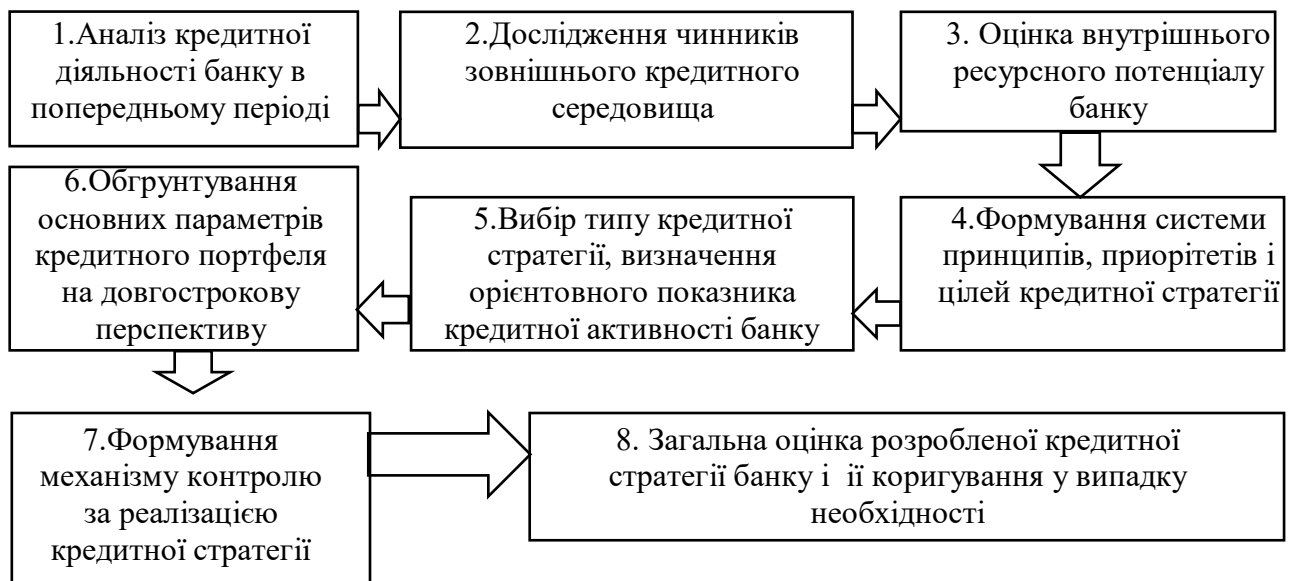 1.Аналіз кредитної
діяльності банку в
попередньому періоді
2.Дослідження чинників
зовнішнього кредитного
середовища
3. Оцінка внутрішнього
ресурсного потенціалу
банку
4.Формування системи
принципів, приорітетів і
цілей кредитної стратегії
5.Вибір типу кредитної
стратегії, визначення
орієнтовного показника
кредитної активності банку
6.Обгрунтування
основних параметрів
кредитного портфеля
на довгострокову
перспективу
7.Формування
механізму контролю
за реалізацією
кредитної стратегії
8. Загальна оцінка розробленої кредитної
стратегії банку і її коригування у випадку
необхідності